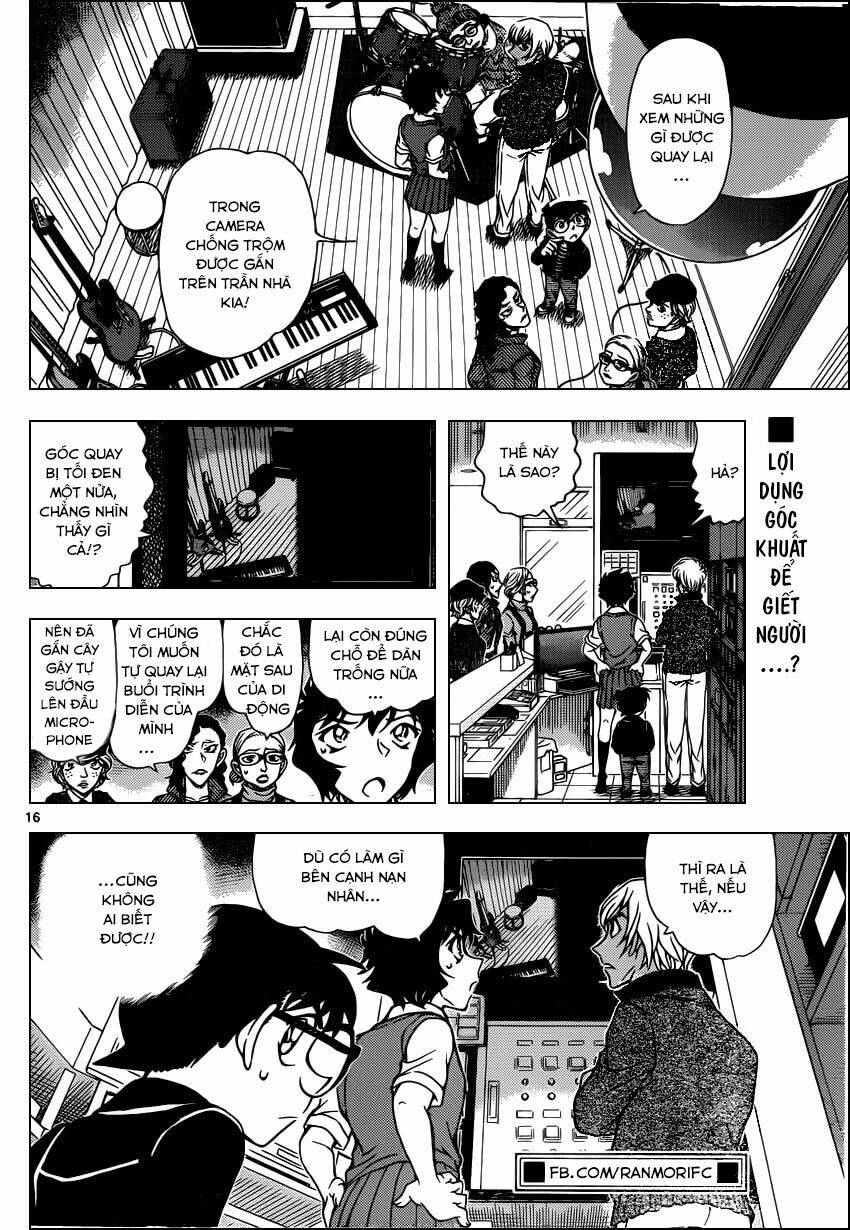 SAU KHI
XEM NHỮNG
GÌ ĐƯỢC
QUAY LẠI
...
TRONG
CAMERA
CHỐNG TRỘM
ĐƯỢC GẮN
TRÊN TRẦN NHÀ
KIA!
LỢI
DỤNG
GÓC
KHUẤT
ĐỂ
GIẾT
NGƯỜI
....?
HẢ?
THẾ NÀY
LÀ SAO?
GÓC QUAY
BỊ TỐI ĐEN
MỘT NỬA,
CHẲNG NHÌN
THẤY GÌ
CẢ!?
LẠI CÒN ĐÚNG
CHỖ ĐỂ DÀN
TRỐNG NỮA
...
CHẮC
ĐÓ LÀ MẶT SAU
CỦA DI
ĐỘNG
VÌ CHÚNG
TÔI MUỐN
TỰ QUAY LẠI
BUỔI TRÌNH
DIỄN CỦA
MÌNH
...
NÊN ĐÃ
GẮN CÂY
GẬY TỰ
SƯỚNG
LÊN ĐẦU
MICRO-
PHONE
16
THÌ RA LÀ
THẾ, NẾU
VẬY...
DÙ CÓ LÀM GÌ
BÊN CẠNH NẠN
NHÂN...
...CŨNG
KHÔNG
AI BIẾT
ĐƯỢC!!
FB.COM/RANMORIFC